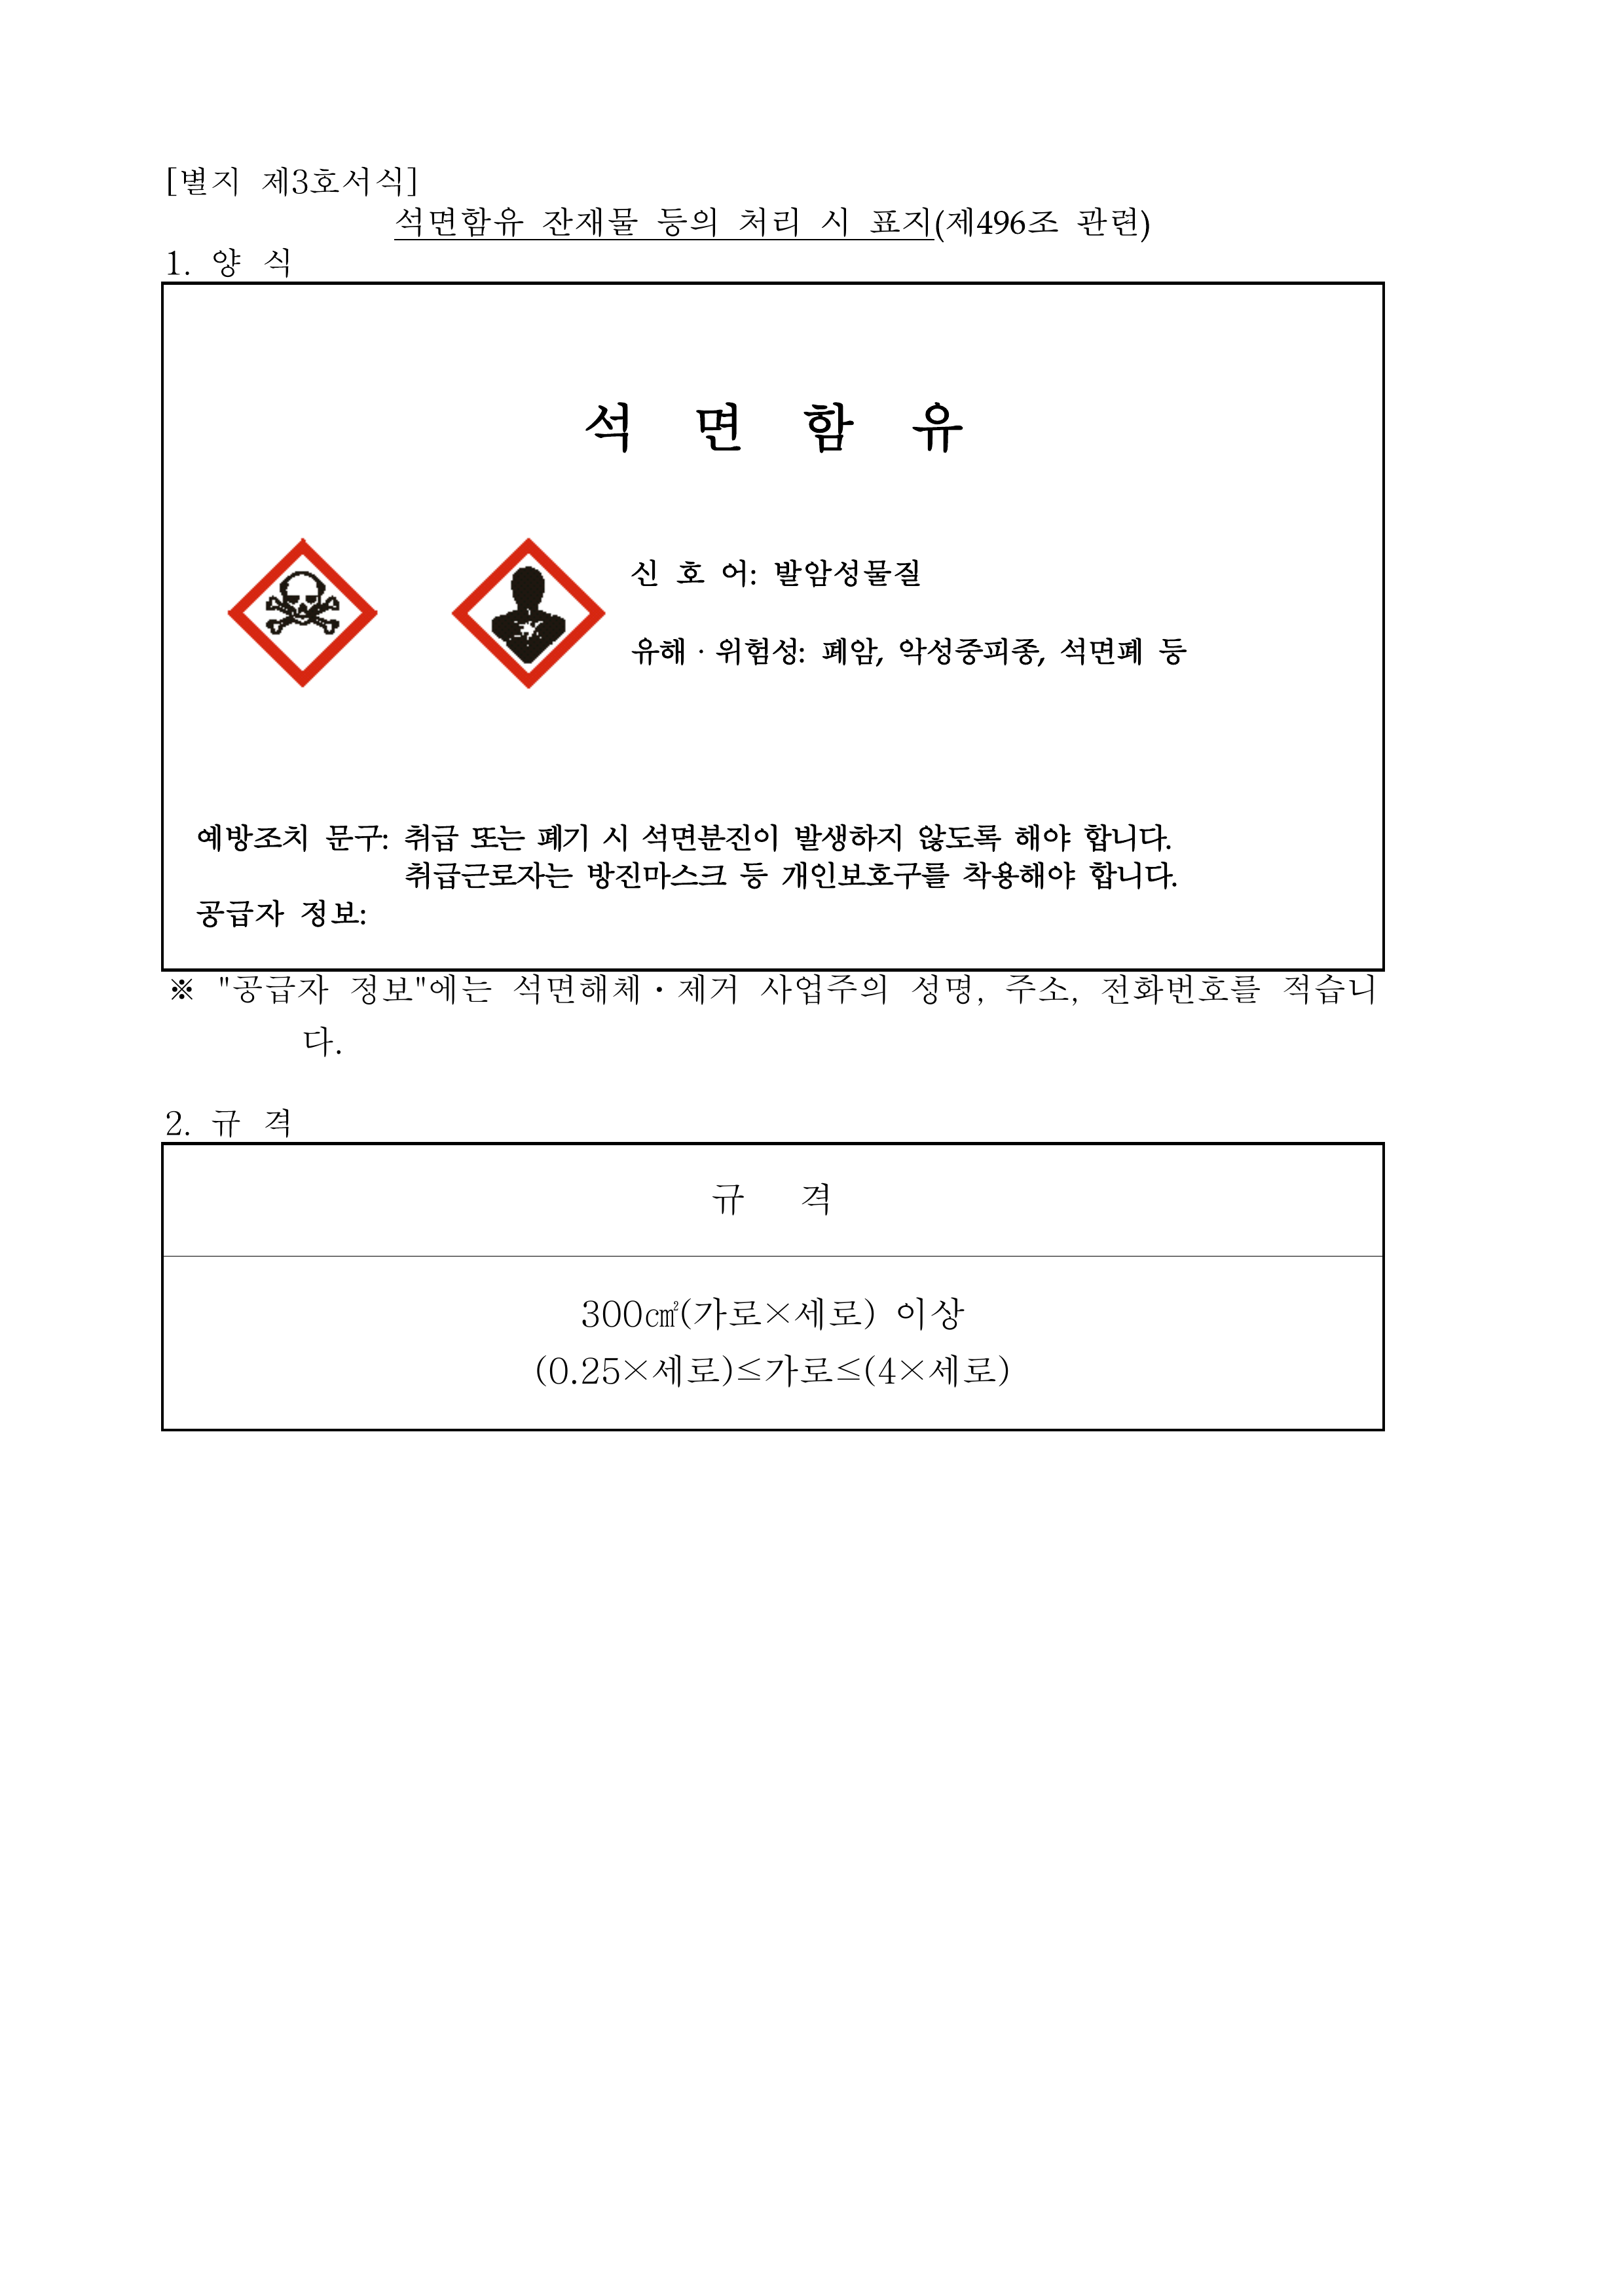 [별지 제3호서식]
석면함유 잔재물 등의 처리 시 표지(제496조 관련)
1. 양 식
석 면 함 유
신 호 어: 발암성물질
유해·위험성: 폐암, 악성중피종, 석면폐 등
예방조치 문구: 취급 또는 폐기 시 석면분진이 발생하지 않도록 해야 합니다.
취급근로자는 방진마스크 등 개인보호구를 착용해야 합니다.
공급자 정보:
※ "공급자 정보"에는 석면해체·제거 사업주의 성명, 주소, 전화번호를 적습니
다.
2. 규 격
규 격
300㎠(가로×세로) 이상
(0.25×세로)≤가로≤(4×세로)